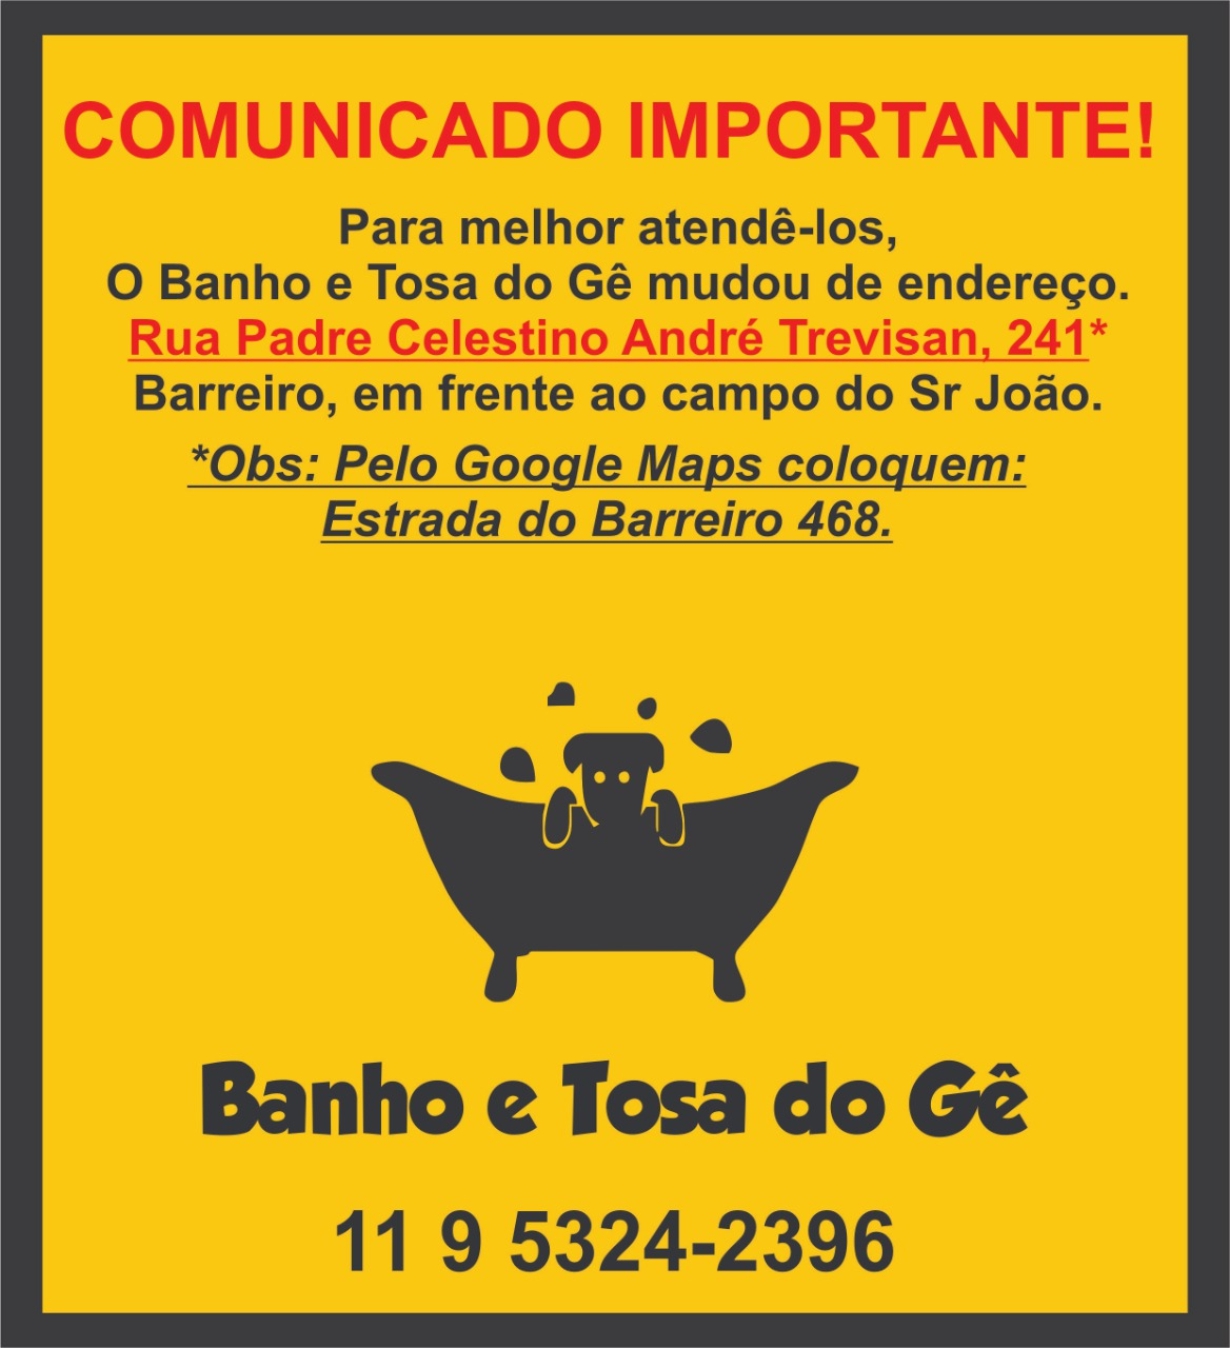 COMUNICADO IMPORTANTE!
Para melhor atendê-los,
O Banho e Tosa do Gê mudou de endereço.
Rua Padre Celestino André Trevisan, 241*
Barreiro, em frente ao campo do Sr João.
*Obs: Pelo Google Maps coloquem:
Estrada do Barreiro 468.
Banho e Tosa do Gê
11 9 5324-2396